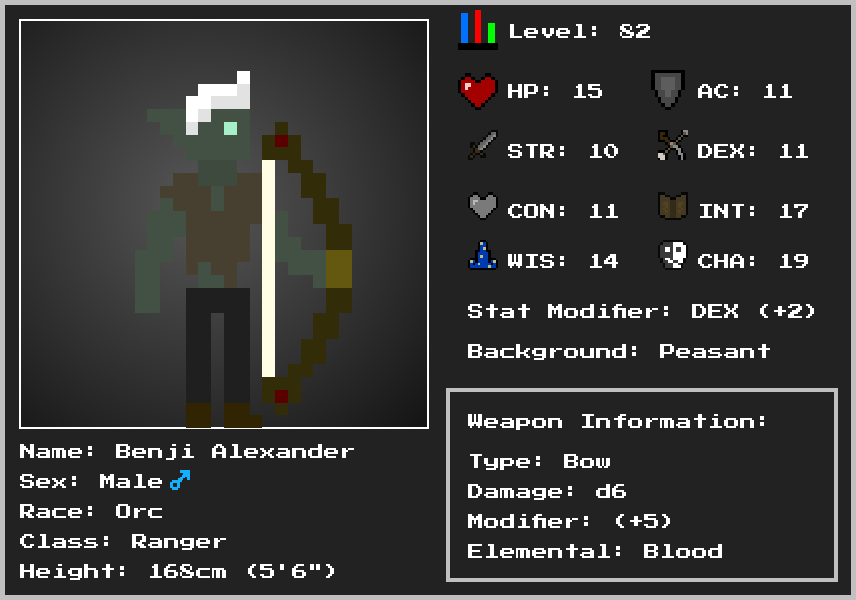 Level: 82
HP: 15
AC: 11
STR: 10
DEX: 11
CON: 11
INT: 17
WIS: 14
CHA: 19
Stat Modifier: DEX (+2)
Background: Peasant
Weapon Information:
Type: Bow
Damage: d6
Modifier: (+5)
Elemental: Blood
Name: Benji Alexander
Sex: Male ♂
Race: Orc
Class: Ranger
Height: 168cm (5'6")